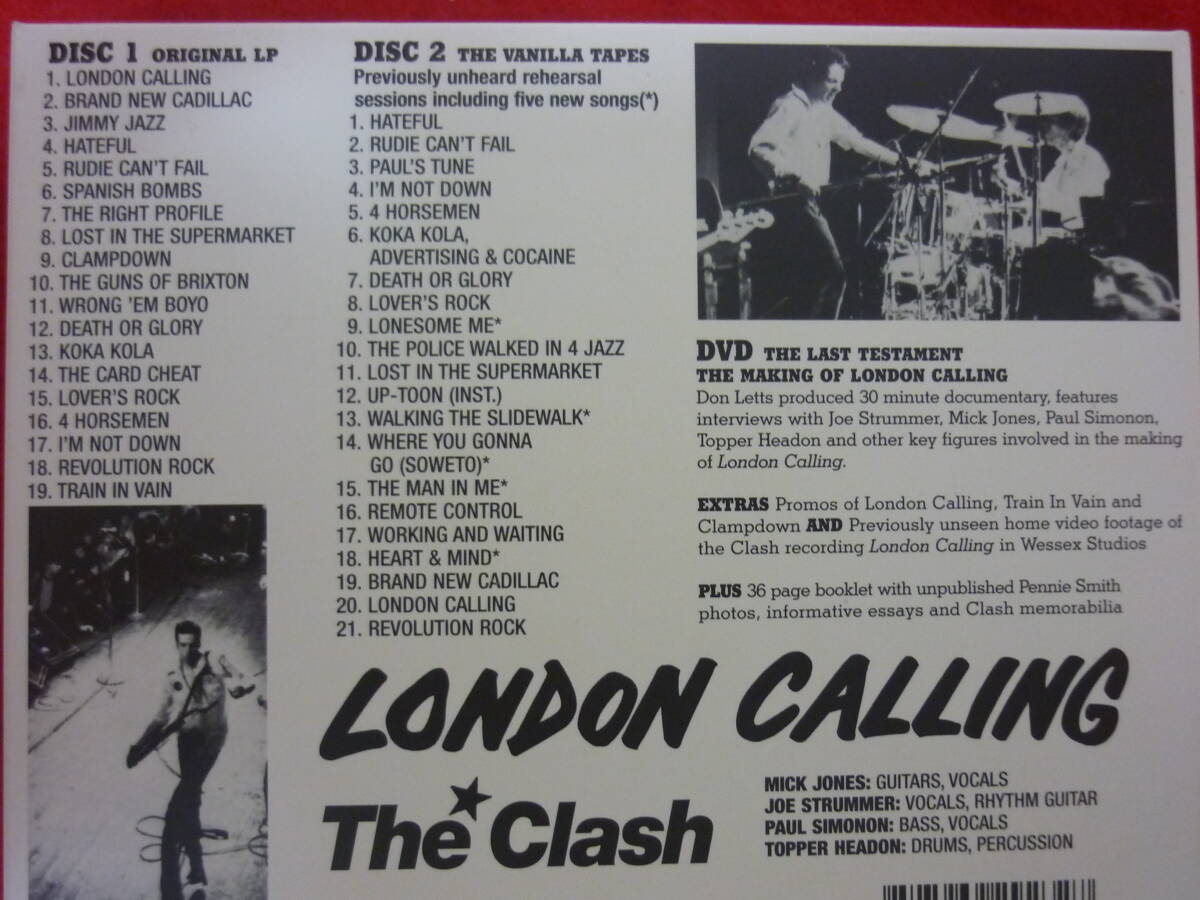 DISC 1 ORIGINAL LP
1. LONDON CALLING
2. BRAND NEW CADILLAC
3. JIMMY JAZZ
4. HATEFUL
5. RUDIE CAN'T FAIL
6. SPANISH BOMBS
7. THE RIGHT PROFILE
8. LOST IN THE SUPERMARKET
9. CLAMPDOWN
10. THE GUNS OF BRIXTON
11. WRONG 'EM BOYO
12. DEATH OR GLORY
13. KOKA KOLA
14. THE CARD CHEAT
15. LOVER'S ROCK
16. 4 HORSEMEN
17. I'M NOT DOWN
18. REVOLUTION ROCK
19. TRAIN IN VAIN
DISC 2 THE VANILLA TAPES
Previously unheard rehearsal
sessions including five new songs(*)
1. HATEFUL
2. RUDIE CAN'T FAIL
3. PAUL'S TUNE
4. I'M NOT DOWN
5. 4 HORSEMEN
6. KOKA KOLA,
ADVERTISING & COCAINE
7. DEATH OR GLORY
8. LOVER'S ROCK
9. LONESOME ME*
10. THE POLICE WALKED IN 4 JAZZ
11. LOST IN THE SUPERMARKET
12. UP-TOON (INST.)
13. WALKING THE SLIDEWALK*
14. WHERE YOU GONNA
GO (SOWETO)*
15. THE MAN IN ME*
16. REMOTE CONTROL
17. WORKING AND WAITING
18. HEART & MIND*
19. BRAND NEW CADILLAC
20. LONDON CALLING
21. REVOLUTION ROCK
DVD THE LAST TESTAMENT
THE MAKING OF LONDON CALLING
Don Letts produced 30 minute documentary, features
interviews with Joe Strummer, Mick Jones, Paul Simonon,
Topper Headon and other key figures involved in the making
of London Calling.
EXTRAS Promos of London Calling, Train In Vain and
Clampdown AND Previously unseen home video footage of
the Clash recording London Calling in Wessex Studios
PLUS 36 page booklet with unpublished Pennie Smith
photos, informative essays and Clash memorabilia
LONDON CALLING
The Clash
MICK JONES: GUITARS, VOCALS
JOE STRUMMER: VOCALS, RHYTHM GUITAR
PAUL SIMONON: BASS, VOCALS
TOPPER HEADON: DRUMS, PERCUSSION